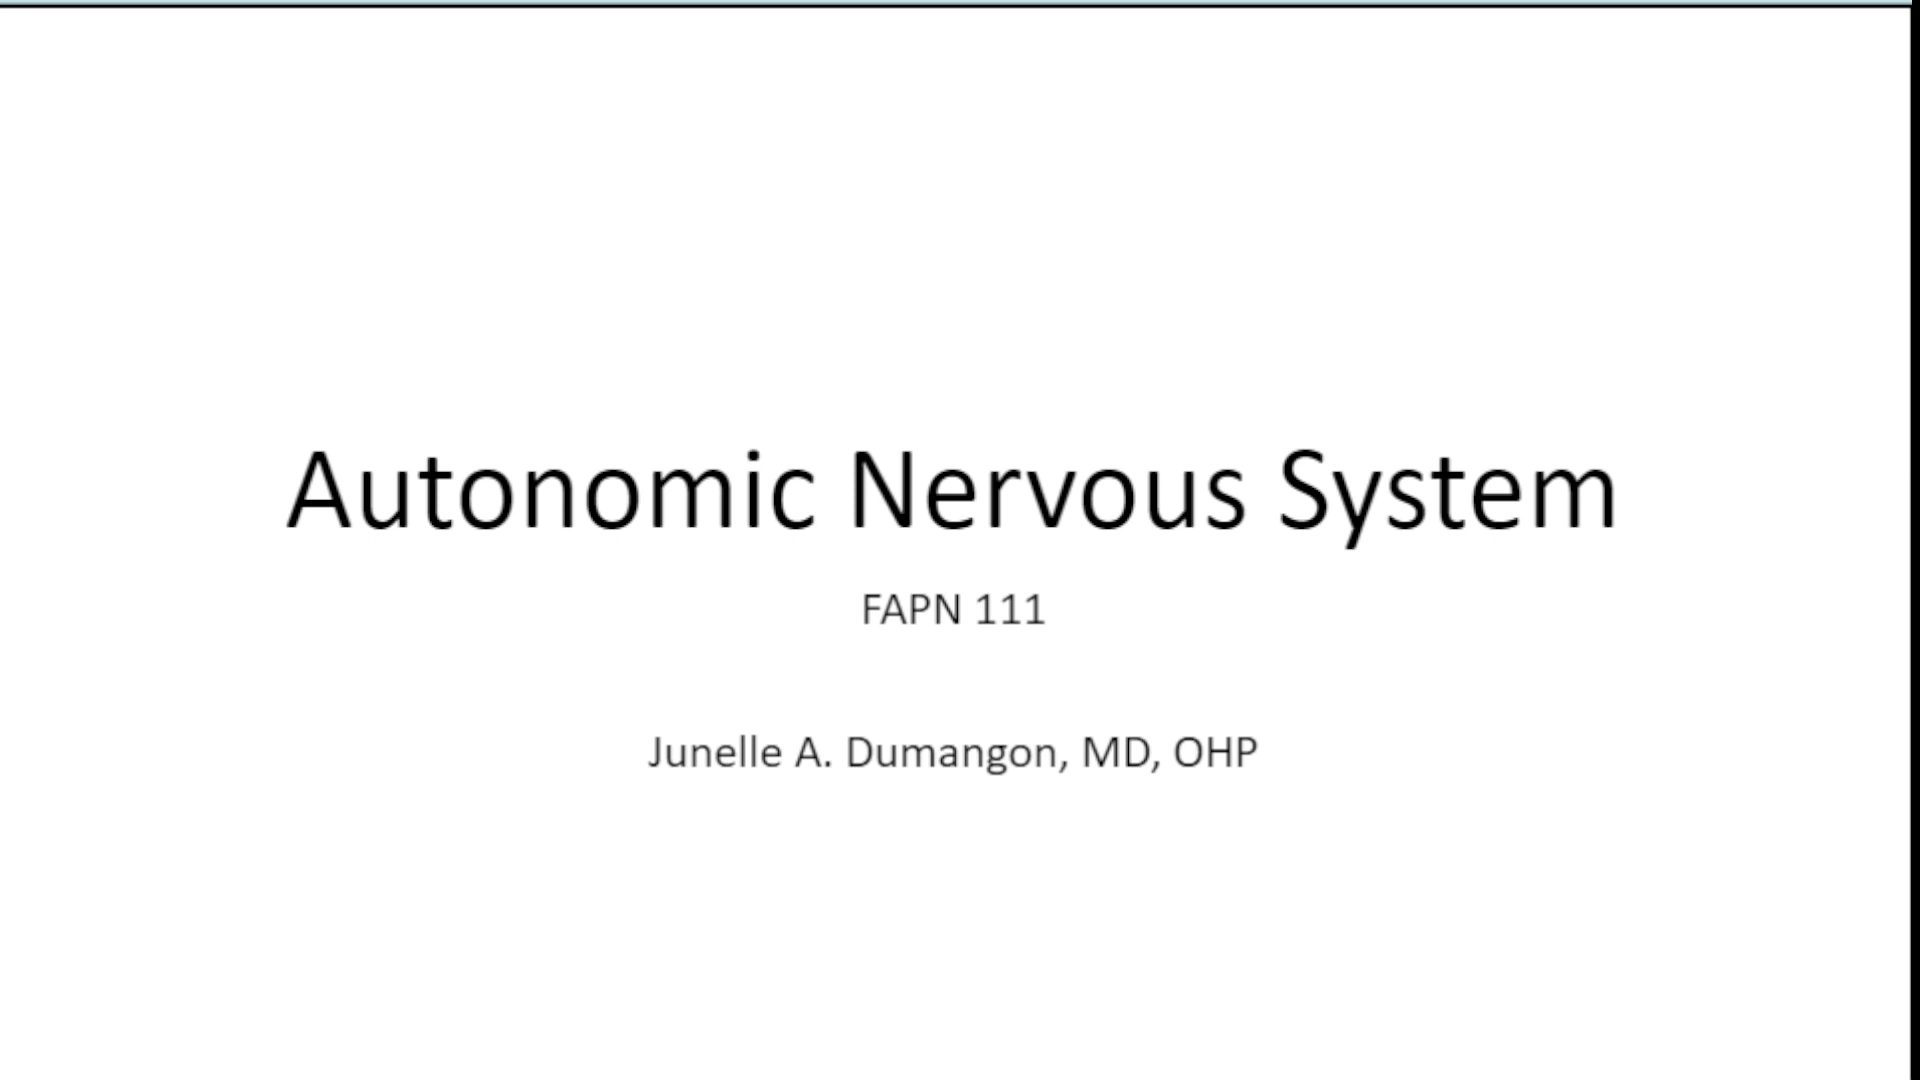 Autonomic Nervous System
FAPN 111
Junelle A. Dumangon, MD, OHP